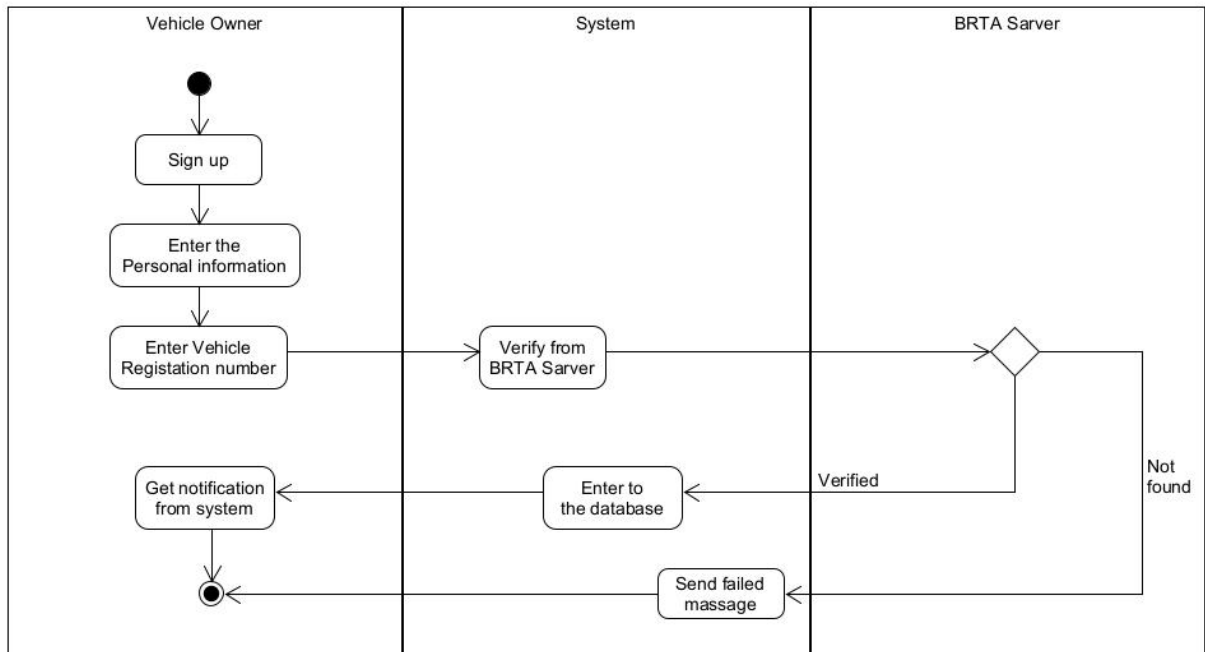 Vehicle Owner
System
BRTA Sarver
Sign up
Enter the
Personal information
Enter Vehicle
Registation number
Verify from
BRTA Sarver
Get notification
from system
Enter to
the database
Verified
Not
found
Send failed
massage